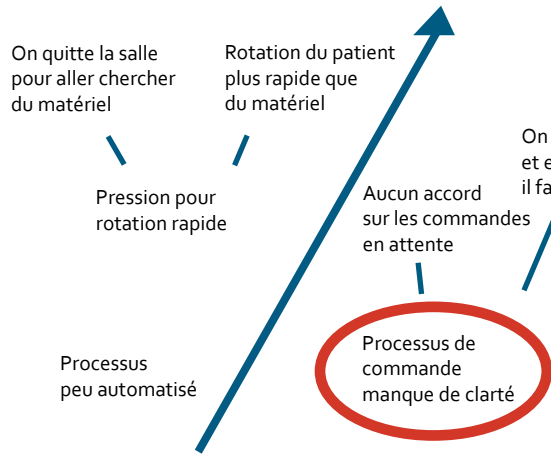 On quitte la salle
pour aller chercher
du matériel
Rotation du patient
plus rapide que
du matériel
Pression pour
rotation rapide
On
et e
il fa
Aucun accord
sur les commandes
en attente
Processus
peu automatisé
Processus de
commande
manque de clarté